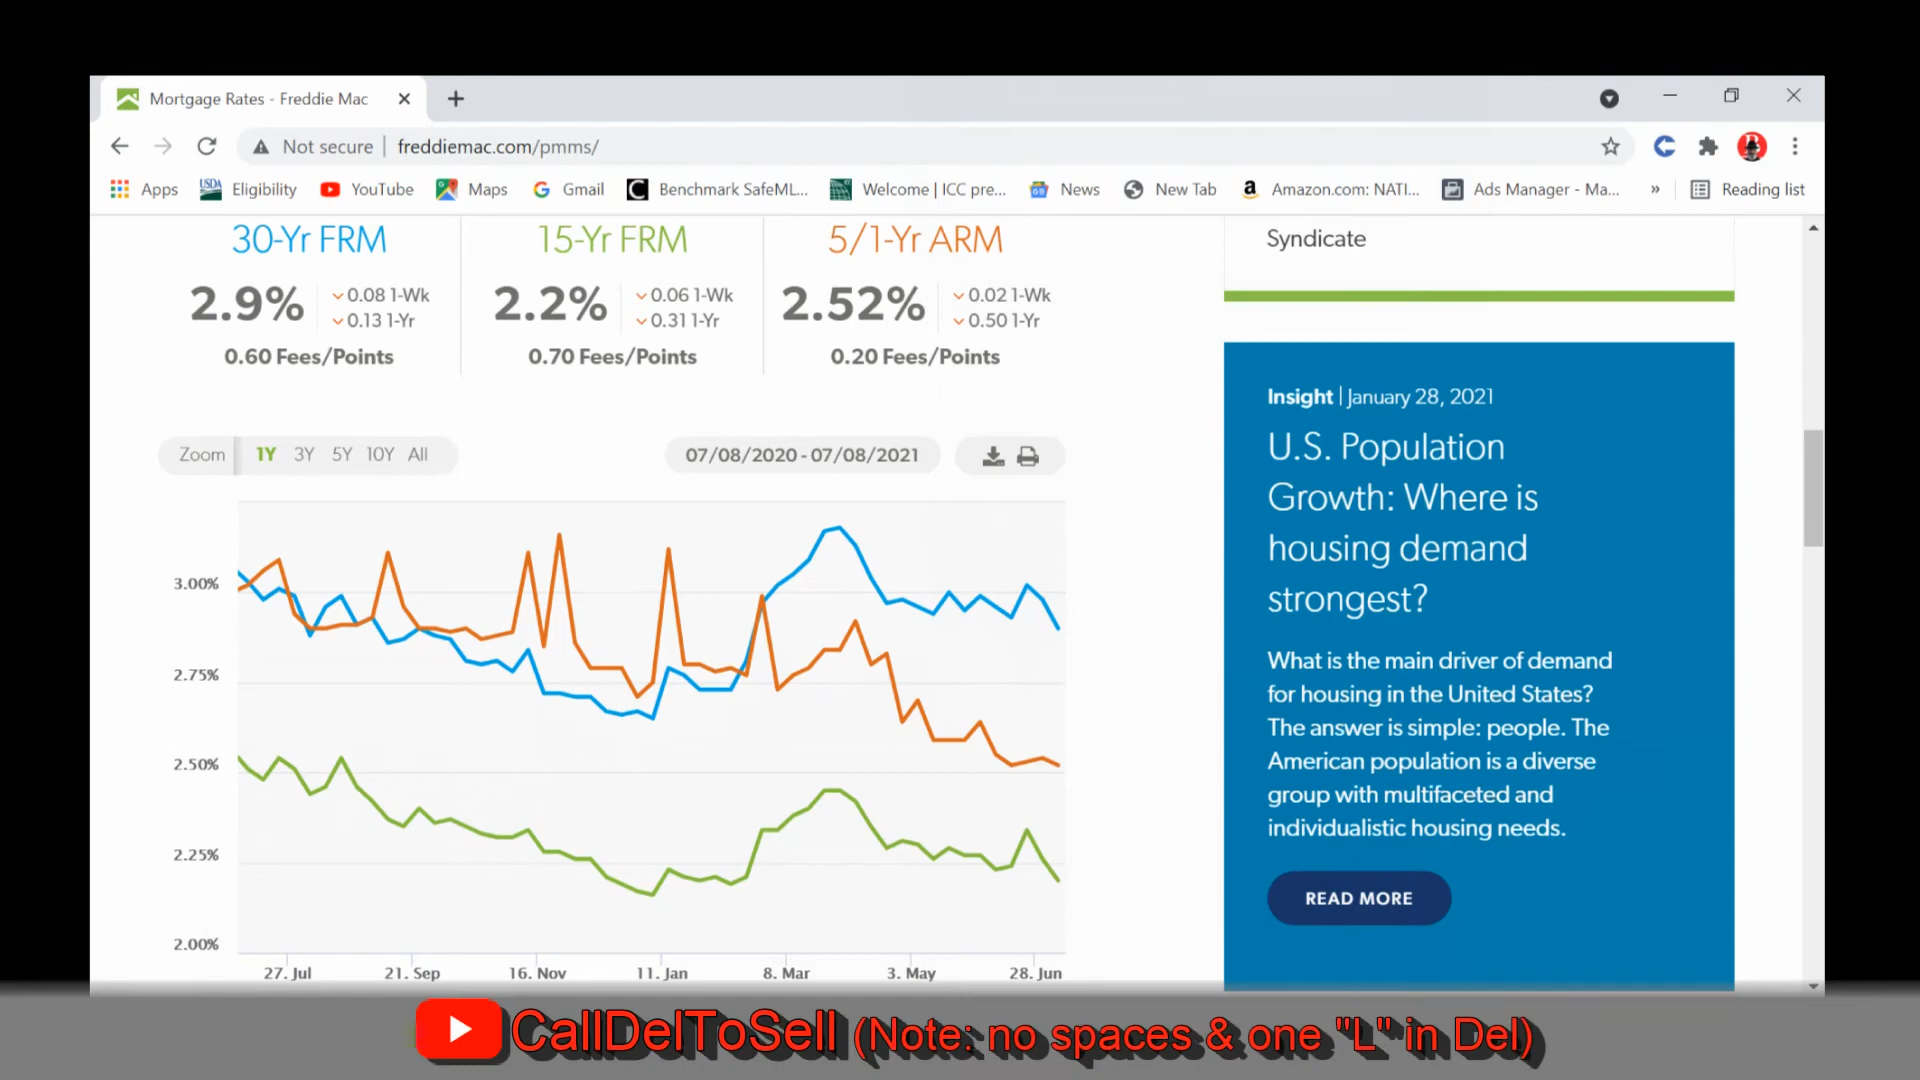 Mortgage Rates - Freddie Mac
Not secure
freddiemac.com/pmms/
Apps
USDA
Eligibility
YouTube
Maps
Gmail
Benchmark SafeML...
Welcome | ICC pre...
News
New Tab
Amazon.com: NATI...
Ads Manager - Ma...
»
Reading list
30-Yr FRM
2.9%
0.08 1-Wk
0.13 1-Yr
0.60 Fees/Points
15-Yr FRM
2.2%
0.06 1-Wk
0.31 1-Yr
0.70 Fees/Points
5/1-Yr ARM
2.52%
0.02 1-Wk
0.50 1-Yr
0.20 Fees/Points
Zoom 1Y 3Y 5Y 10Y All
07/08/2020 - 07/08/2021
3.00%
2.75%
2.50%
2.25%
2.00%
27. Jul 21. Sep 16. Nov 11. Jan 8. Mar 3. May 28. Jun
Syndicate
Insight | January 28, 2021
U.S. Population
Growth: Where is
housing demand
strongest?
What is the main driver of demand
for housing in the United States?
The answer is simple: people. The
American population is a diverse
group with multifaceted and
individualistic housing needs.
READ MORE
CallDelToSell (Note: no spaces & one "L" in Del)